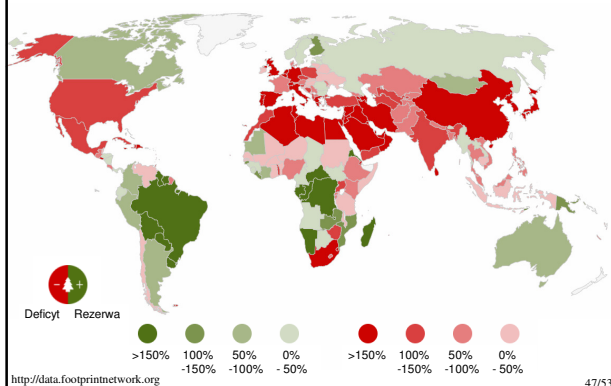 − +
Deficyt Rezerwa
>150% 100% 50% 0% >150% 100% 50% 0%
-150% -100% - 50% -150% -100% - 50%
http://data.footprintnetwork.org 47/53